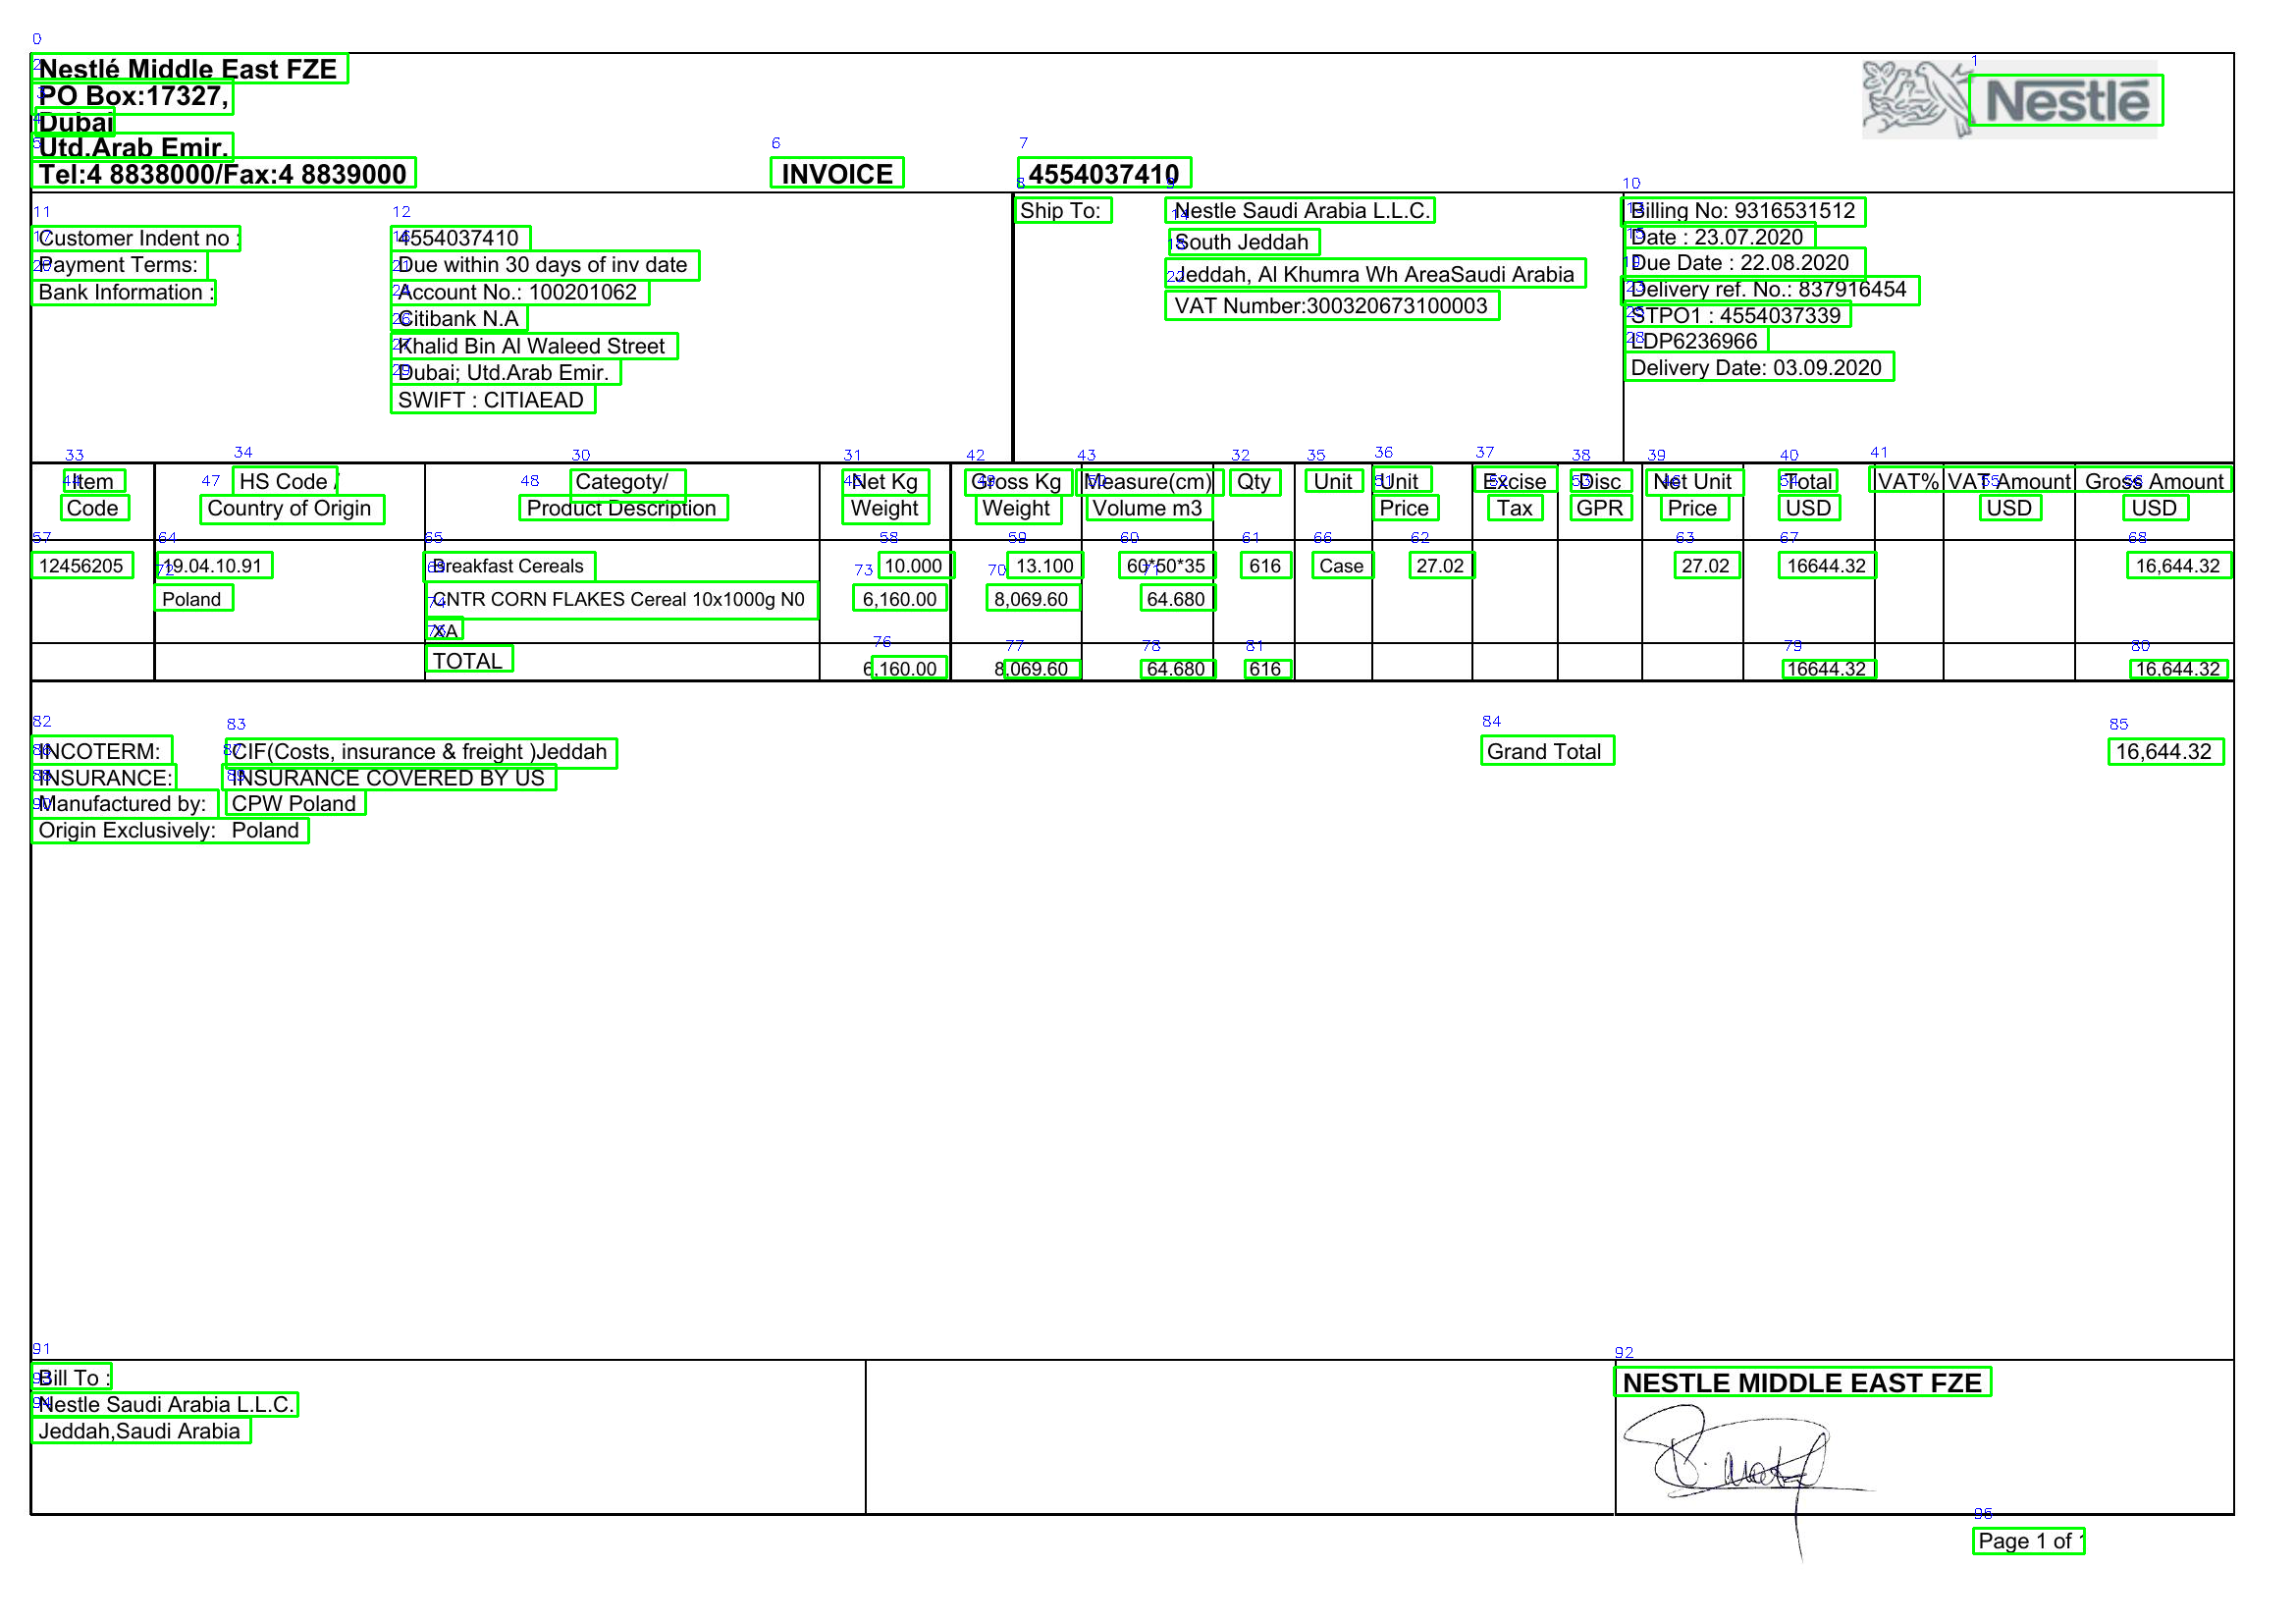 Nestlé Middle East FZE
Nestlé
PO Box:17327,
Dubai
Utd.Arab Emir.
Tel:4 8838000/Fax:4 8839000 INVOICE 4554037410
Ship To: Nestle Saudi Arabia L.L.C.
South Jeddah
Jeddah, Al Khumra Wh AreaSaudi Arabia
VAT Number:300320673100003
Billing No: 9316531512
Date : 23.07.2020
Due Date : 22.08.2020
Delivery ref. No.: 837916454
STPO1 : 4554037339
LDP6236966
Delivery Date: 03.09.2020
Customer Indent no : 4554037410
Payment Terms: Due within 30 days of inv date
Bank Information : Account No.: 100201062
Citibank N.A
Khalid Bin Al Waleed Street
Dubai; Utd.Arab Emir.
SWIFT : CITIAEAD
Item HS Code / Categoty/ Net Kg Gross Kg Measure(cm) Qty Unit Unit Excise Disc Net Unit Total VAT% VAT Amount Gross Amount
Code Country of Origin Product Description Weight Weight Volume m3 Price Tax GPR Price USD USD USD
12456205 19.04.10.91 Breakfast Cereals 10.000 13.100 60*50*35 616 Case 27.02 27.02 16644.32 16,644.32
Poland CNTR CORN FLAKES Cereal 10x1000g N0 6,160.00 8,069.60 64.680
XA
TOTAL 6,160.00 8,069.60 64.680 616 16644.32 16,644.32
INCOTERM: CIF(Costs, insurance & freight )Jeddah Grand Total 16,644.32
INSURANCE: INSURANCE COVERED BY US
Manufactured by: CPW Poland
Origin Exclusively: Poland
Bill To :
Nestle Saudi Arabia L.L.C.
Jeddah,Saudi Arabia
NESTLE MIDDLE EAST FZE
Page 1 of 1